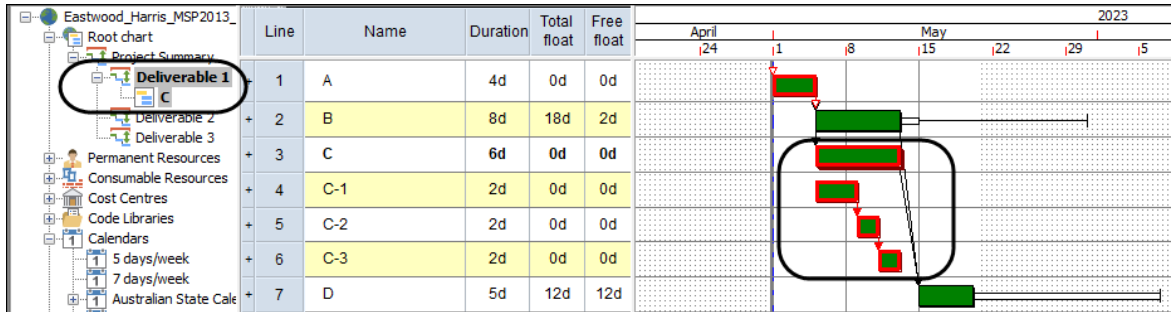 Eastwood_Harris_MSP2013_
Root chart
Project Summary
Deliverable 1
C
Deliverable 2
Deliverable 3
Permanent Resources
Consumable Resources
Cost Centres
Code Libraries
Calendars
5 days/week
7 days/week
Australian State Cale
Line Name Duration Total float Free float
1 A 4d 0d 0d
2 B 8d 18d 2d
3 C 6d 0d 0d
4 C-1 2d 0d 0d
5 C-2 2d 0d 0d
6 C-3 2d 0d 0d
7 D 5d 12d 12d
2023
April May
24 1 8 15 22 29 5